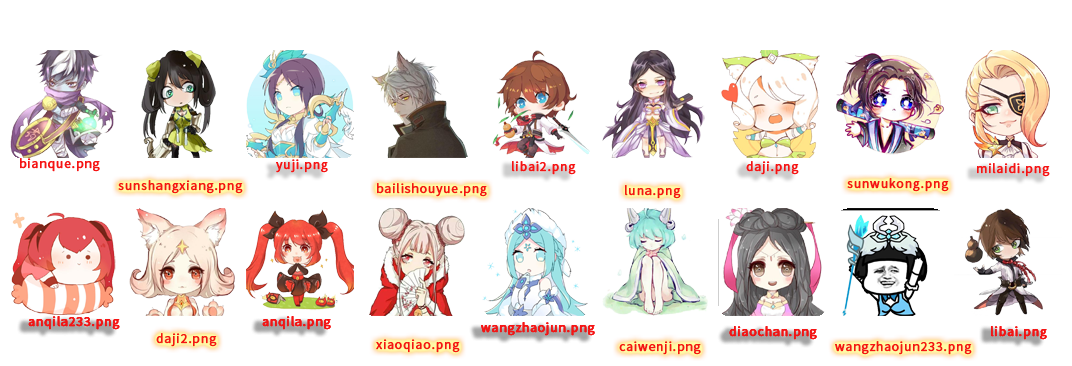 bianque.png
sunshangxiang.png
yuji.png
bailishouyue.png
libai2.png
luna.png
daji.png
sunwukong.png
milaidi.png
anqila233.png
daji2.png
anqila.png
xiaoqiao.png
wangzhaojun.png
caiwenji.png
diaochan.png
wangzhaojun233.png
libai.png